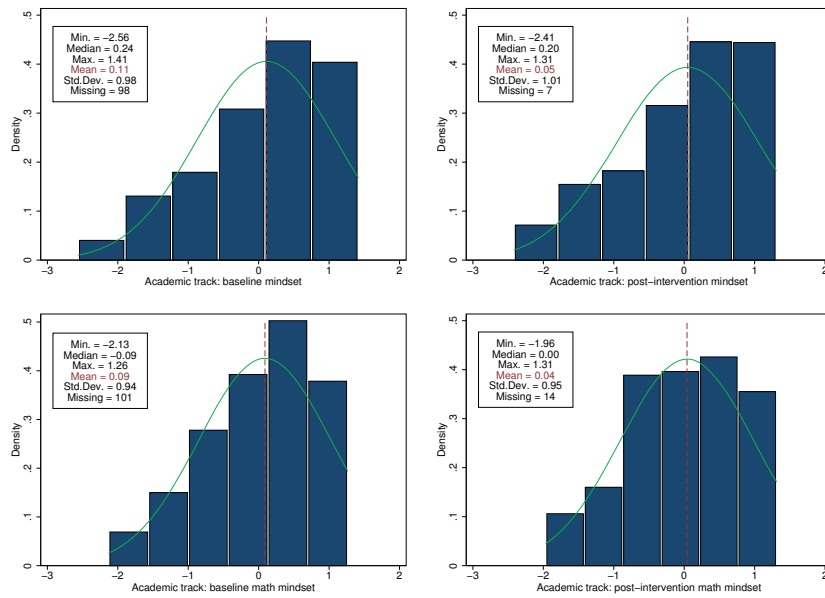 Min. = −2.56
Median = 0.24
Max. = 1.41
Mean = 0.11
Std.Dev. = 0.98
Missing = 98
Density
0 .1 .2 .3 .4 .5
−3 −2 −1 0 1 2
Academic track: baseline mindset
Min. = −2.41
Median = 0.20
Max. = 1.31
Mean = 0.05
Std.Dev. = 1.01
Missing = 7
Density
0 .1 .2 .3 .4 .5
−3 −2 −1 0 1 2
Academic track: post−intervention mindset
Min. = −2.13
Median = −0.09
Max. = 1.26
Mean = 0.09
Std.Dev. = 0.94
Missing = 101
Density
0 .1 .2 .3 .4 .5
−3 −2 −1 0 1 2
Academic track: baseline math mindset
Min. = −1.96
Median = 0.00
Max. = 1.31
Mean = 0.04
Std.Dev. = 0.95
Missing = 14
Density
0 .1 .2 .3 .4 .5
−3 −2 −1 0 1 2
Academic track: post−intervention math mindset